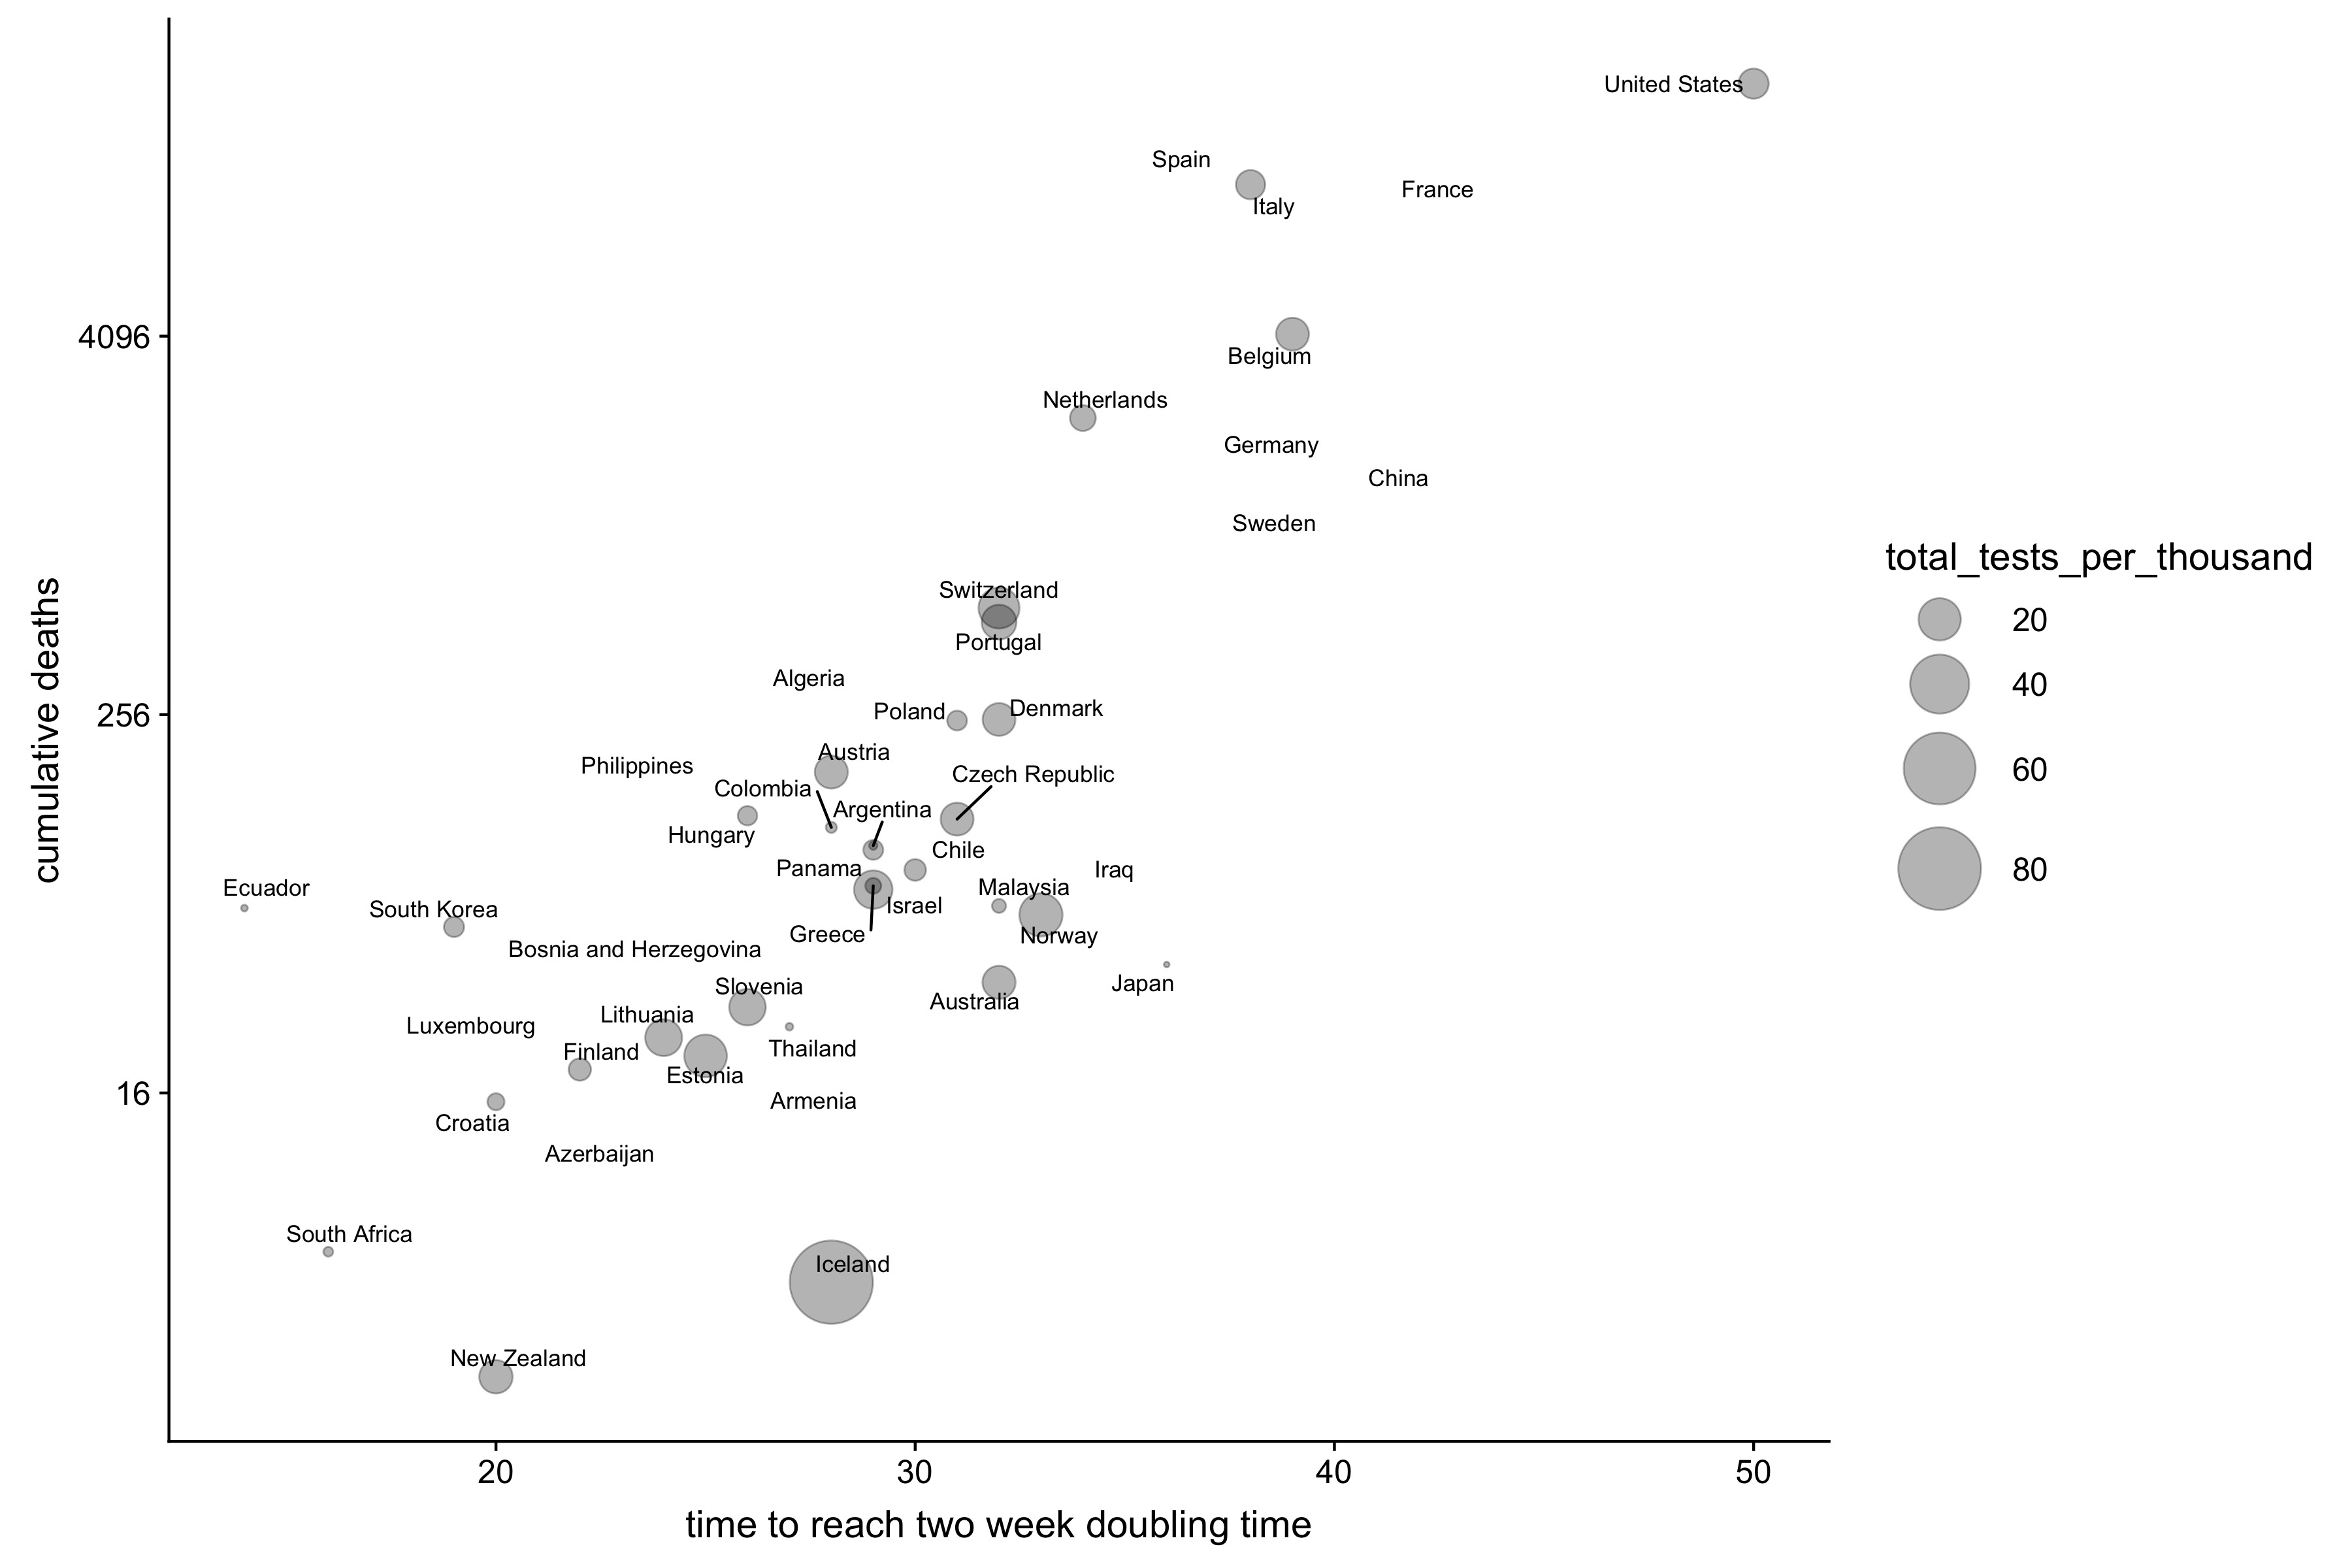 United States
Spain
France
Italy
4096
Belgium
Netherlands
Germany
China
Sweden
total_tests_per_thousand
Switzerland
20
Portugal
Algeria
40
Denmark
Poland
256
Austria
Philippines
60
Czech Republic
Colombia
Argentina
cumulative deaths
Hungary
Chile
Panama
Iraq
80
Ecuador
Malaysia
Israel
South Korea
Greece
Norway
Bosnia and Herzegovina
Japan
Slovenia
Australia
Lithuania
Luxembourg
Thailand
Finland
Estonia
16
Armenia
Croatia
Azerbaijan
South Africa
Iceland
New Zealand
20
30
40
50
time to reach two week doubling time